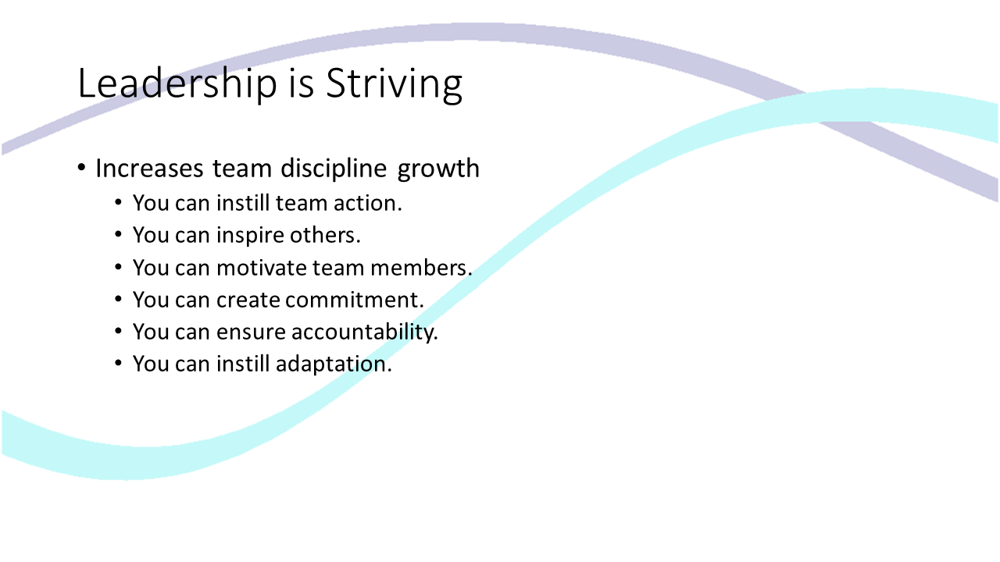 Leadership is Striving
• Increases team discipline growth
• You can instill team action.
• You can inspire others.
• You can motivate team members.
• You can create commitment.
• You can ensure accountability.
• You can instill adaptation.